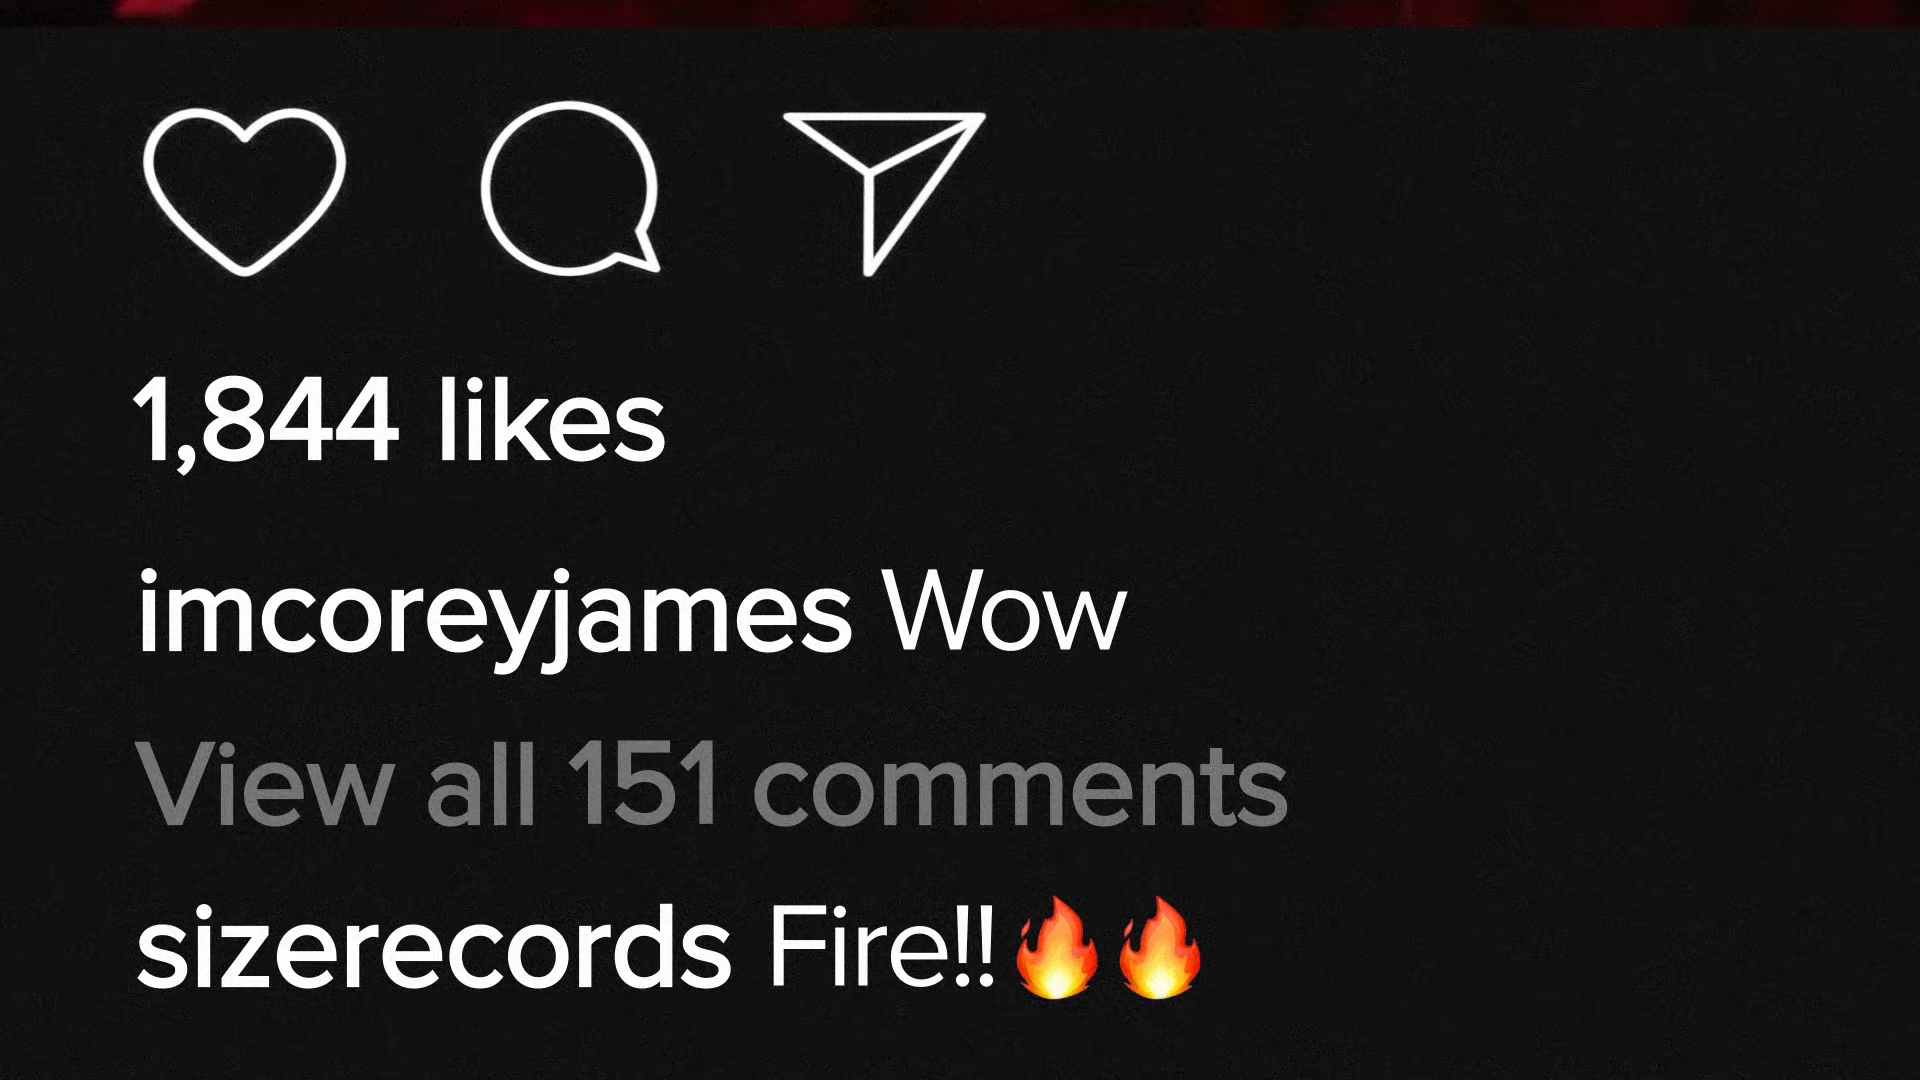 1,844 likes
imcoreyjames Wow
View all 151 comments
sizerecords Fire!!🔥🔥